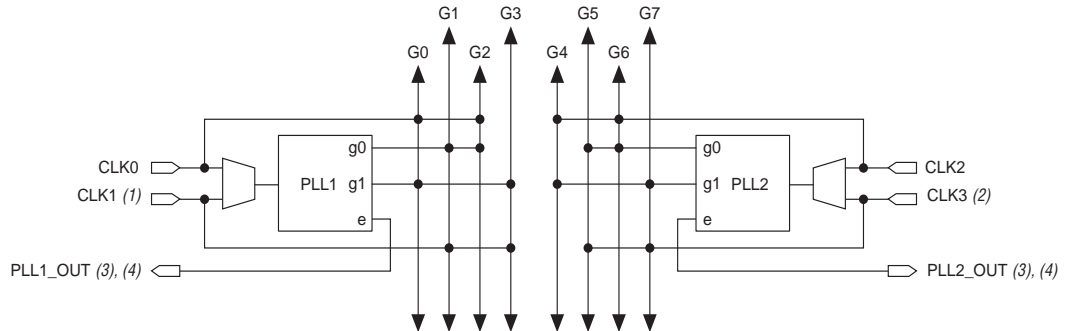 G1 G3 G5 G7
G0 G2 G4 G6
g0 g0
CLK0 CLK2
PLL1 g1 g1 PLL2
CLK1 (1) CLK3 (2)
e e
PLL1_OUT (3), (4) PLL2_OUT (3), (4)